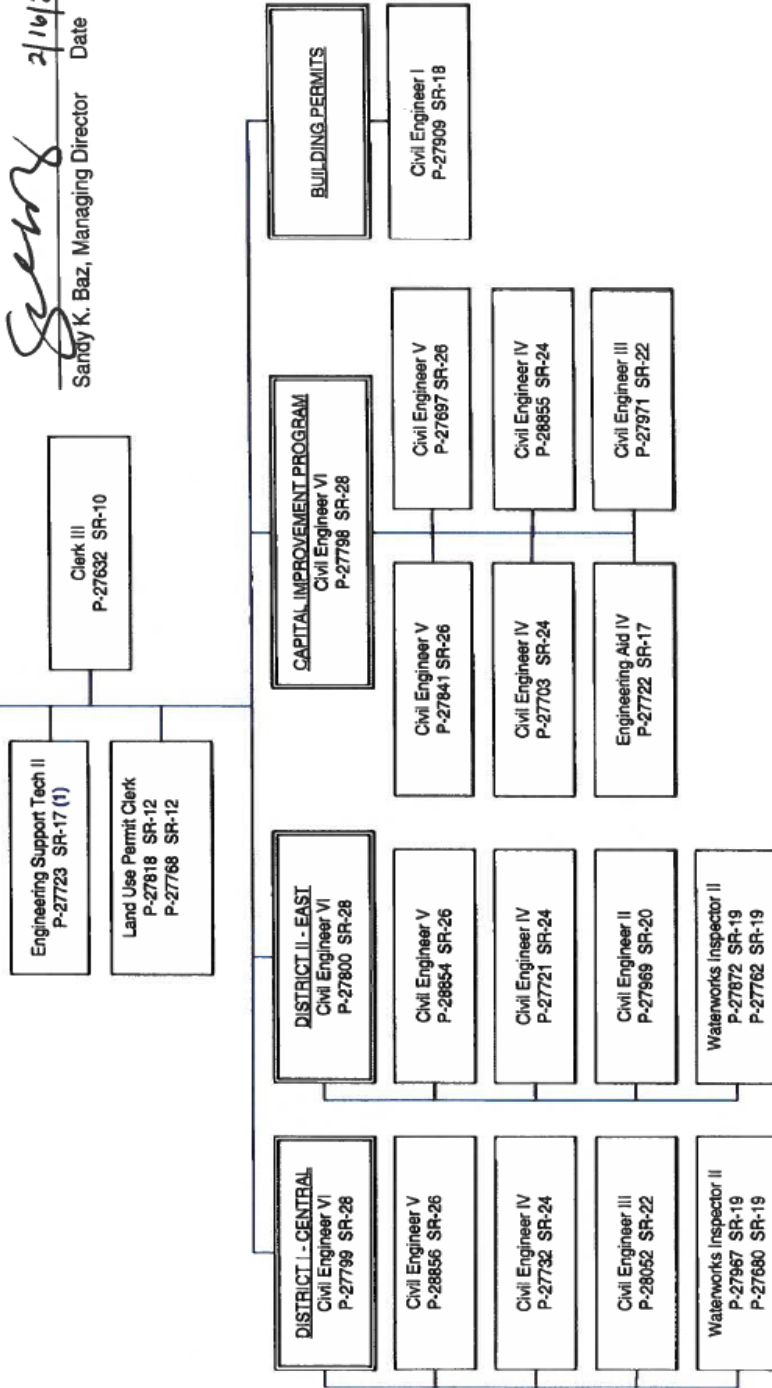 Sandy K. Baz, Managing Director Date
Clerk III
P-27632 SR-10
Engineering Support Tech II
P-27723 SR-17 (1)
Land Use Permit Clerk
P-27818 SR-12
P-27768 SR-12
DISTRICT I - CENTRAL
Civil Engineer VI
P-27799 SR-28
Civil Engineer V
P-28856 SR-26
Civil Engineer IV
P-27732 SR-24
Civil Engineer III
P-28052 SR-22
Waterworks Inspector II
P-27967 SR-19
P-27680 SR-19
DISTRICT II - EAST
Civil Engineer VI
P-27800 SR-28
Civil Engineer V
P-28854 SR-26
Civil Engineer IV
P-27721 SR-24
Civil Engineer II
P-27969 SR-20
Waterworks Inspector II
P-27872 SR-19
P-27762 SR-19
CAPITAL IMPROVEMENT PROGRAM
Civil Engineer VI
P-27798 SR-28
Civil Engineer V
P-27841 SR-26
Civil Engineer V
P-27697 SR-26
Civil Engineer IV
P-27703 SR-24
Civil Engineer IV
P-28855 SR-24
Engineering Aid IV
P-27722 SR-17
Civil Engineer III
P-27971 SR-22
BUILDING PERMITS
Civil Engineer I
P-27909 SR-18